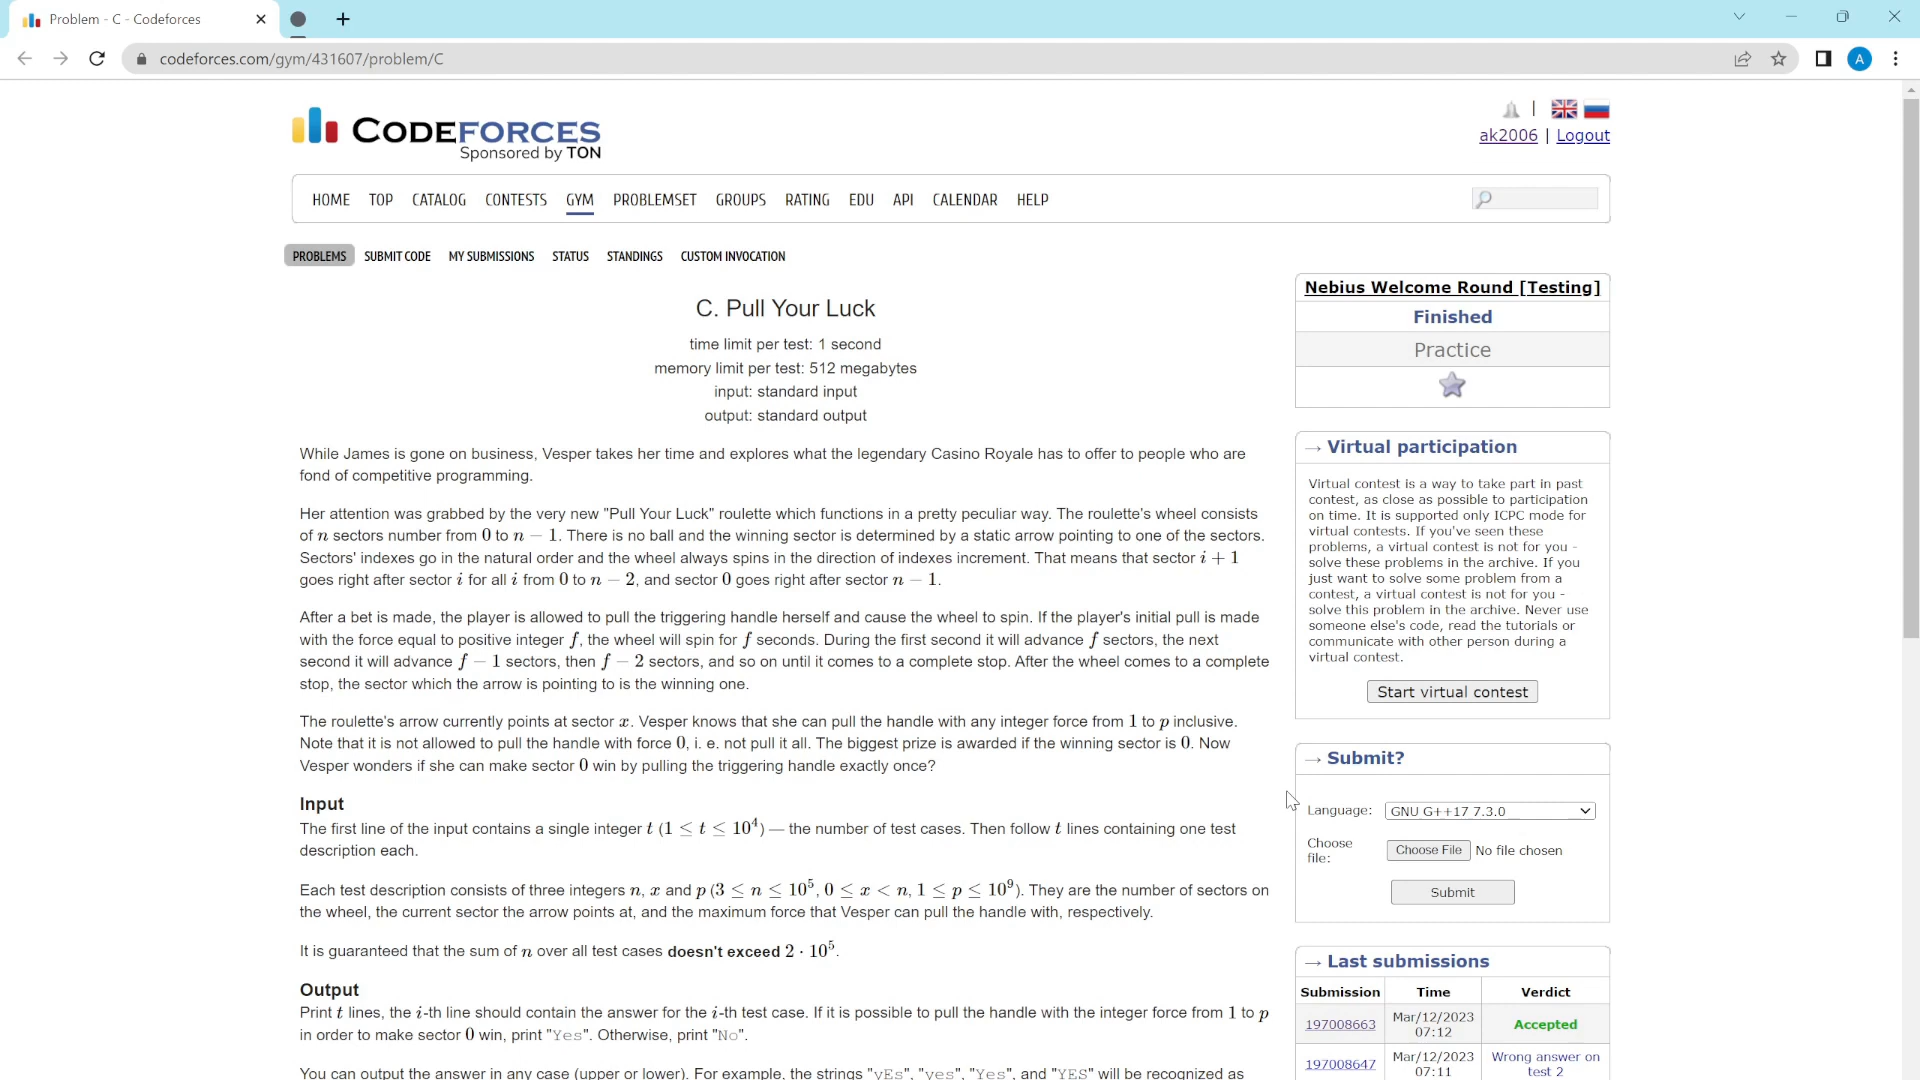 Problem - C - Codeforces
codeforces.com/gym/431607/problem/C
A
CODEFORCES
Sponsored by TON
|
ak2006 | Logout
HOME TOP CATALOG CONTESTS GYM PROBLEMSET GROUPS RATING EDU API CALENDAR HELP
PROBLEMS SUBMIT CODE MY SUBMISSIONS STATUS STANDINGS CUSTOM INVOCATION
C. Pull Your Luck
time limit per test: 1 second
memory limit per test: 512 megabytes
input: standard input
output: standard output
While James is gone on business, Vesper takes her time and explores what the legendary Casino Royale has to offer to people who are
fond of competitive programming.
Her attention was grabbed by the very new "Pull Your Luck" roulette which functions in a pretty peculiar way. The roulette's wheel consists
of n sectors number from 0 to n − 1. There is no ball and the winning sector is determined by a static arrow pointing to one of the sectors.
Sectors' indexes go in the natural order and the wheel always spins in the direction of indexes increment. That means that sector i + 1
goes right after sector i for all i from 0 to n − 2, and sector 0 goes right after sector n − 1.
After a bet is made, the player is allowed to pull the triggering handle herself and cause the wheel to spin. If the player's initial pull is made
with the force equal to positive integer f, the wheel will spin for f seconds. During the first second it will advance f sectors, the next
second it will advance f − 1 sectors, then f − 2 sectors, and so on until it comes to a complete stop. After the wheel comes to a complete
stop, the sector which the arrow is pointing to is the winning one.
The roulette's arrow currently points at sector x. Vesper knows that she can pull the handle with any integer force from 1 to p inclusive.
Note that it is not allowed to pull the handle with force 0, i. e. not pull it all. The biggest prize is awarded if the winning sector is 0. Now
Vesper wonders if she can make sector 0 win by pulling the triggering handle exactly once?
Input
The first line of the input contains a single integer t (1 ≤ t ≤ 10⁴) — the number of test cases. Then follow t lines containing one test
description each.
Each test description consists of three integers n, x and p (3 ≤ n ≤ 10⁵, 0 ≤ x < n, 1 ≤ p ≤ 10⁹). They are the number of sectors on
the wheel, the current sector the arrow points at, and the maximum force that Vesper can pull the handle with, respectively.
It is guaranteed that the sum of n over all test cases doesn't exceed 2 · 10⁵.
Output
Print t lines, the i-th line should contain the answer for the i-th test case. If it is possible to pull the handle with the integer force from 1 to p
in order to make sector 0 win, print "Yes". Otherwise, print "No".
You can output the answer in any case (upper or lower). For example, the strings "yEs", "yes", "Yes", and "YES" will be recognized as
Nebius Welcome Round [Testing]
Finished
Practice
→ Virtual participation
Virtual contest is a way to take part in past
contest, as close as possible to participation
on time. It is supported only ICPC mode for
virtual contests. If you've seen these
problems, a virtual contest is not for you -
solve these problems in the archive. If you
just want to solve some problem from a
contest, a virtual contest is not for you -
solve this problem in the archive. Never use
someone else's code, read the tutorials or
communicate with other person during a
virtual contest.
Start virtual contest
→ Submit?
Language: GNU G++17 7.3.0
Choose
file:
Choose File No file chosen
Submit
→ Last submissions
Submission Time Verdict
197008663 Mar/12/2023
07:12
Accepted
197008647 Mar/12/2023
07:11
Wrong answer on
test 2